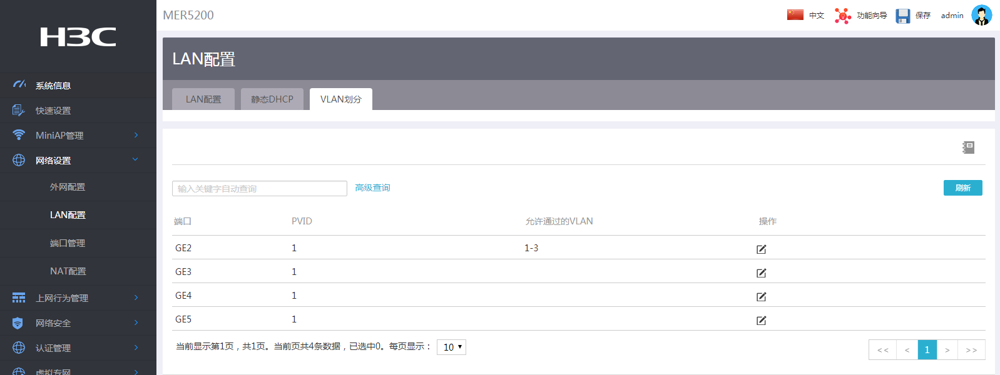 H3C
MER5200
中文
功能向导
保存
admin
系统信息
快速设置
MiniAP管理
网络设置
外网配置
LAN配置
端口管理
NAT配置
上网行为管理
网络安全
认证管理
虚拟专网
LAN配置
LAN配置 静态DHCP VLAN划分
输入关键字自动查询 高级查询 刷新
端口 PVID 允许通过的VLAN 操作
GE2 1 1-3
GE3 1
GE4 1
GE5 1
当前显示第1页，共1页。当前页共4条数据，已选中0。每页显示： 10
<< < 1 > >>